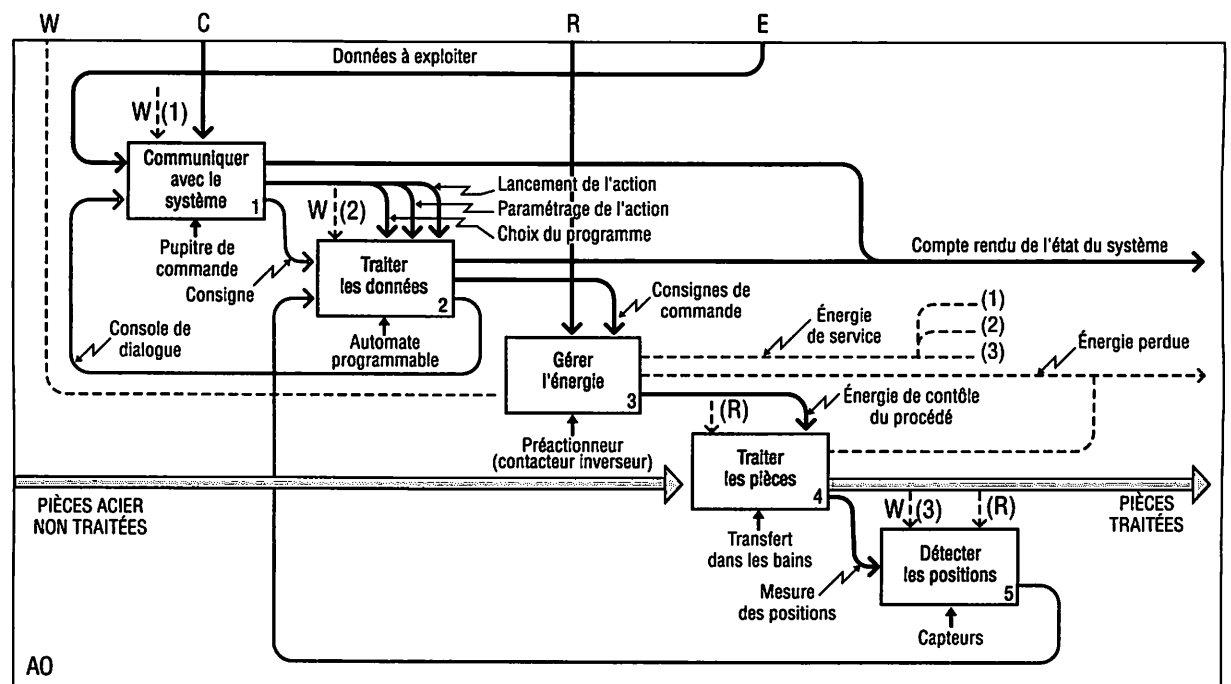 W
C
R
E
Données à exploiter
W (1)
Communiquer
avec le
système
1
Lancement de l'action
Paramétrage de l'action
Choix du programme
W (2)
Pupitre de
commande
Consigne
Traiter
les données
2
Compte rendu de l'état du système
Consignes de
commande
Console de
dialogue
Automate
programmable
Énergie
de service
(1)
(2)
(3)
Énergie perdue
Gérer
l'énergie
3
Énergie de contôle
du procédé
(R)
Préactionneur
(contacteur inverseur)
Traiter
les pièces
4
PIÈCES ACIER
NON TRAITÉES
W (3)
(R)
PIÈCES
TRAITÉES
Transfert
dans les bains
Détecter
les positions
5
Mesure
des positions
Capteurs
AO